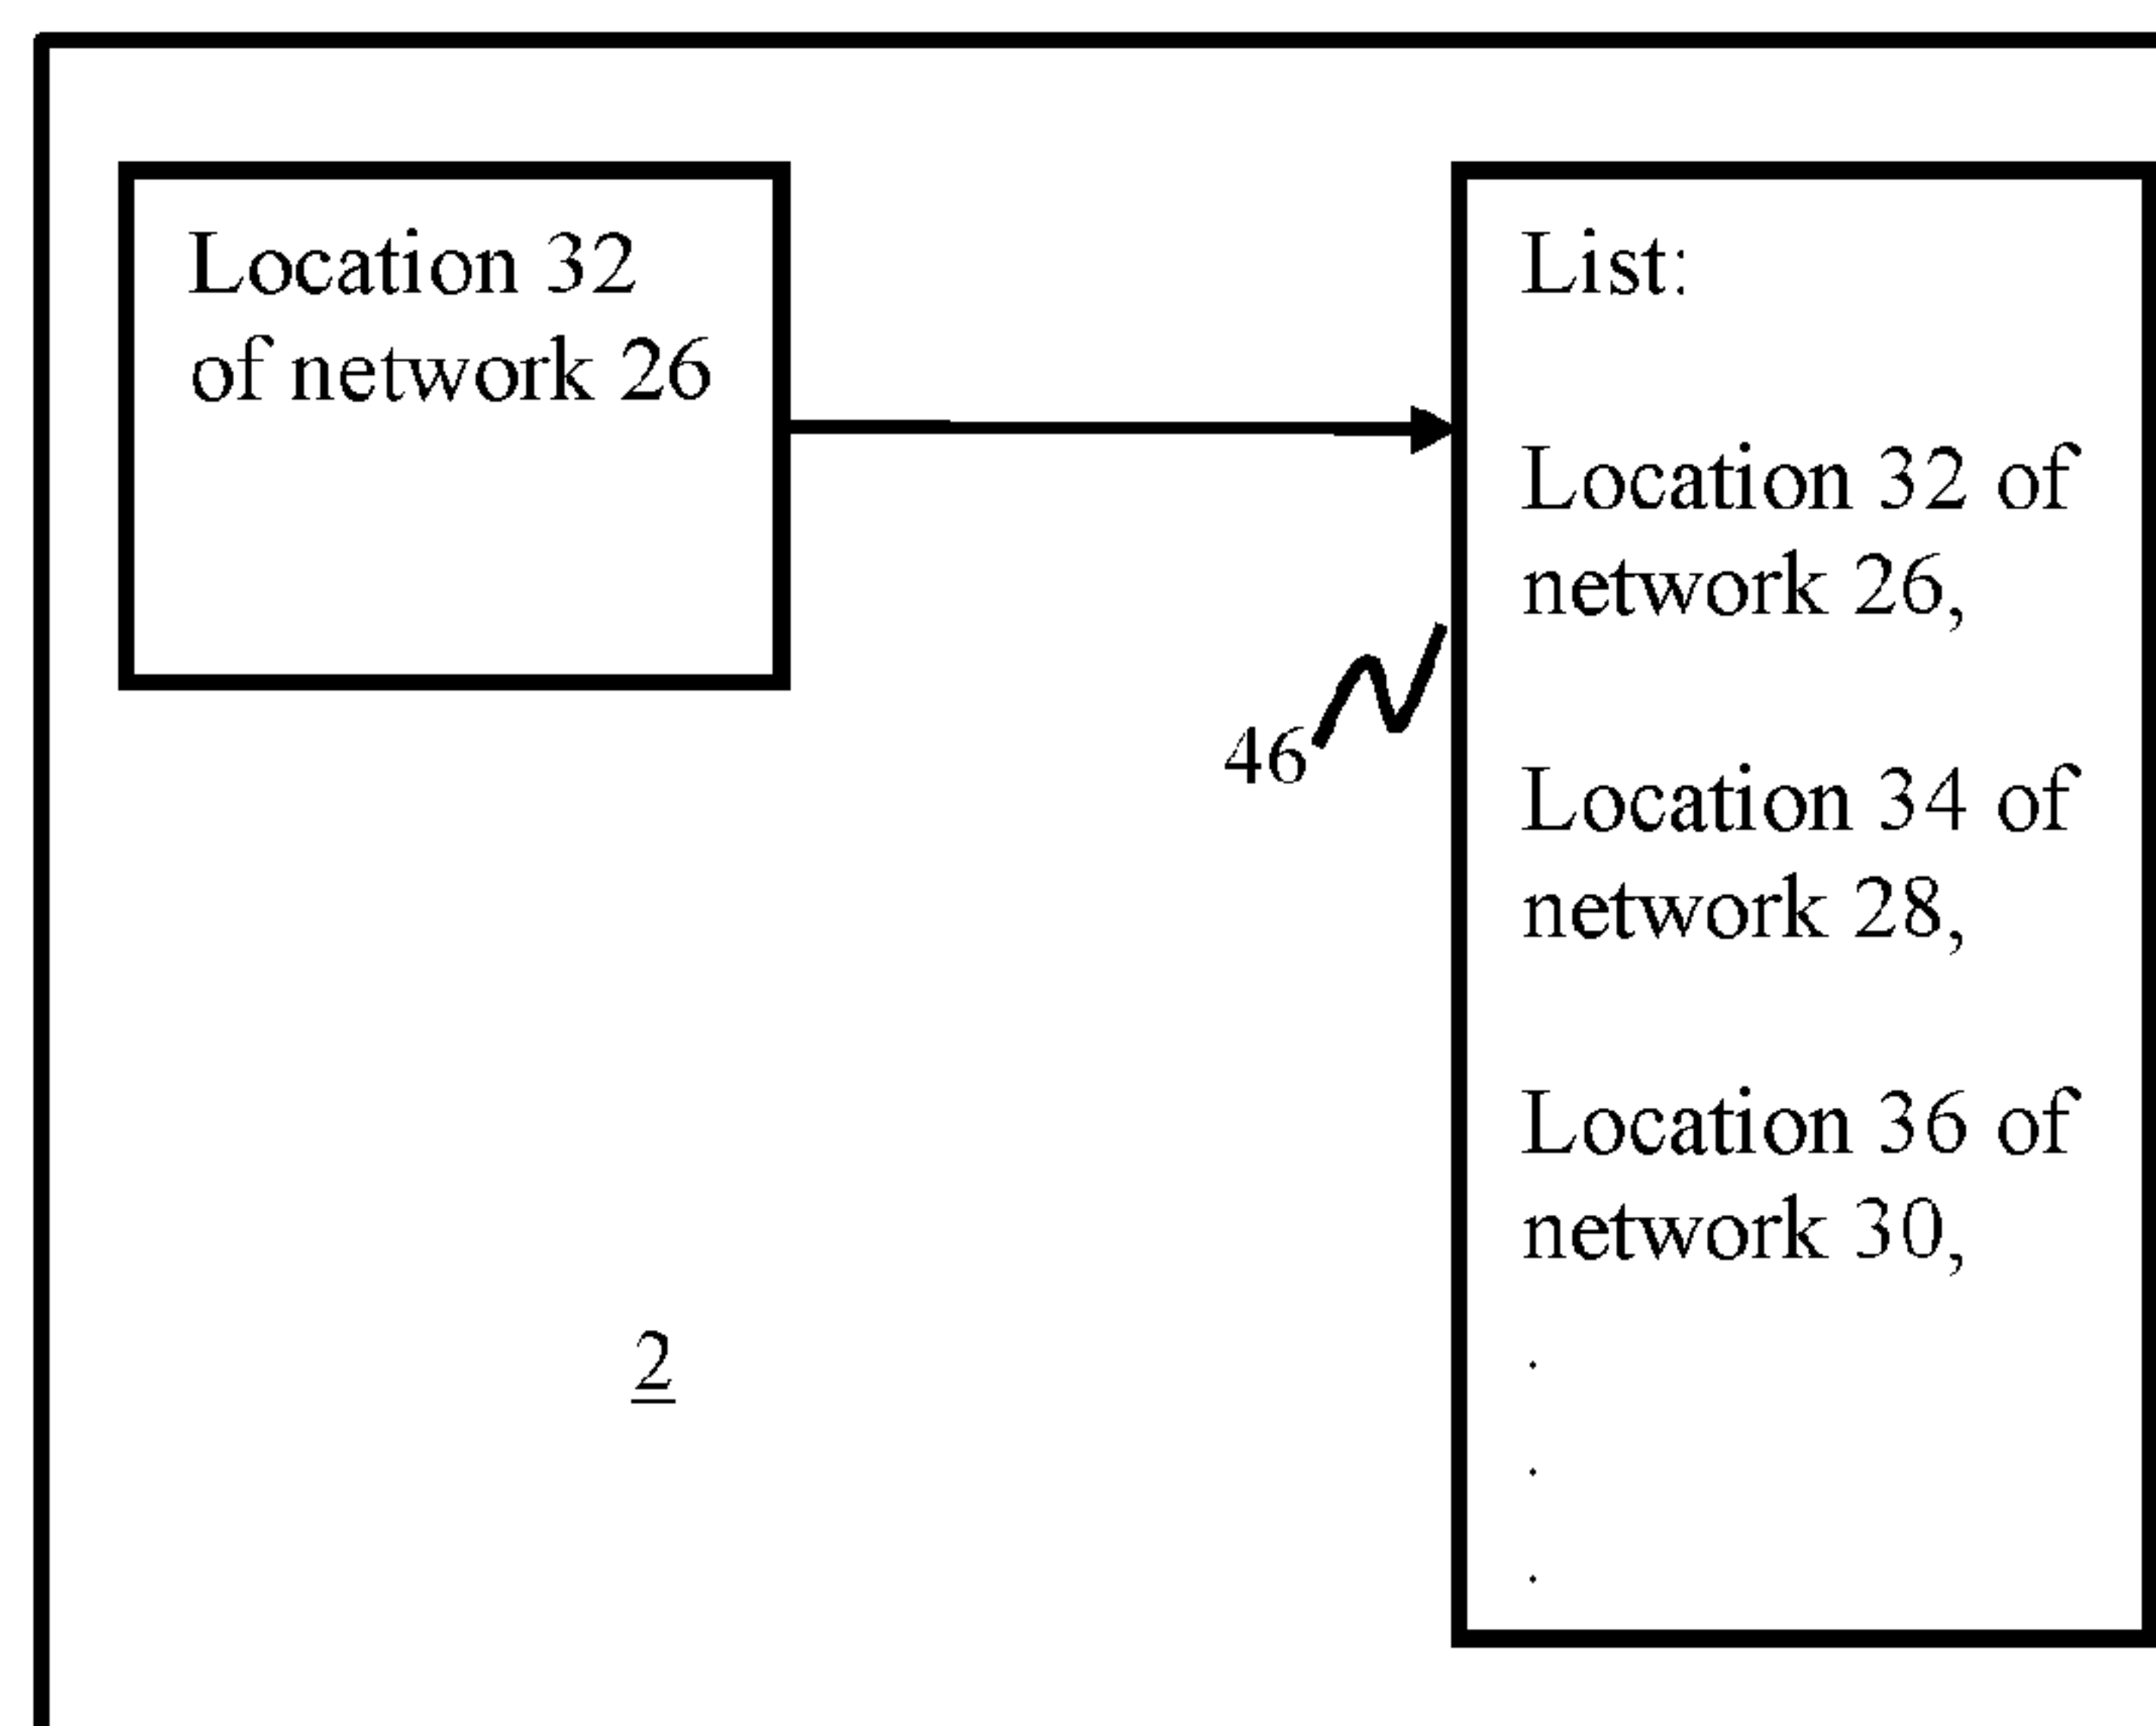 Location 32
of network 26
List:
Location 32 of
network 26,
46
Location 34 of
network 28,
Location 36 of
network 30,
2
.
.
.